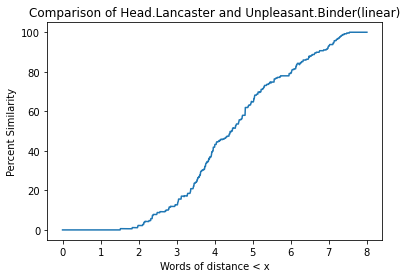 Comparison of Head.Lancaster and Unpleasant.Binder(linear)
Percent Similarity
100
80
60
40
20
0
0 1 2 3 4 5 6 7 8
Words of distance < x